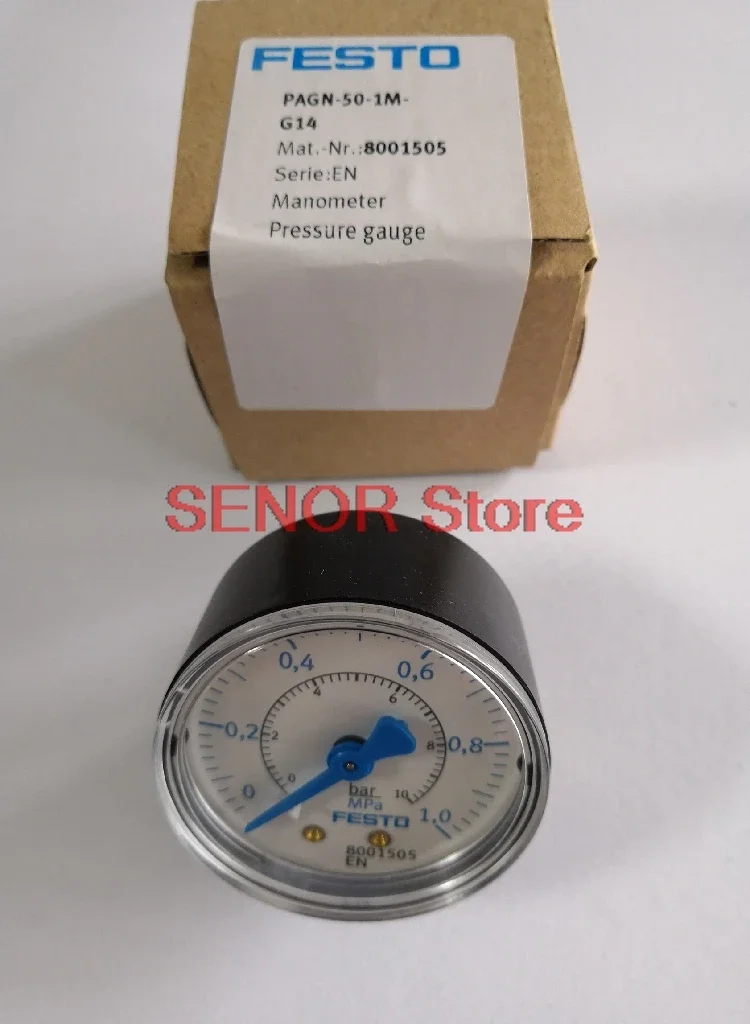 FESTO
PAGN-50-1M-
G14
Mat.-Nr.:8001505
Serie:EN
Manometer
Pressure gauge
SENOR Store
0,4 0,6
4 6
0,2 2 8 0,8
0 0 bar 10 1,0
MPa
FESTO
8001505
EN